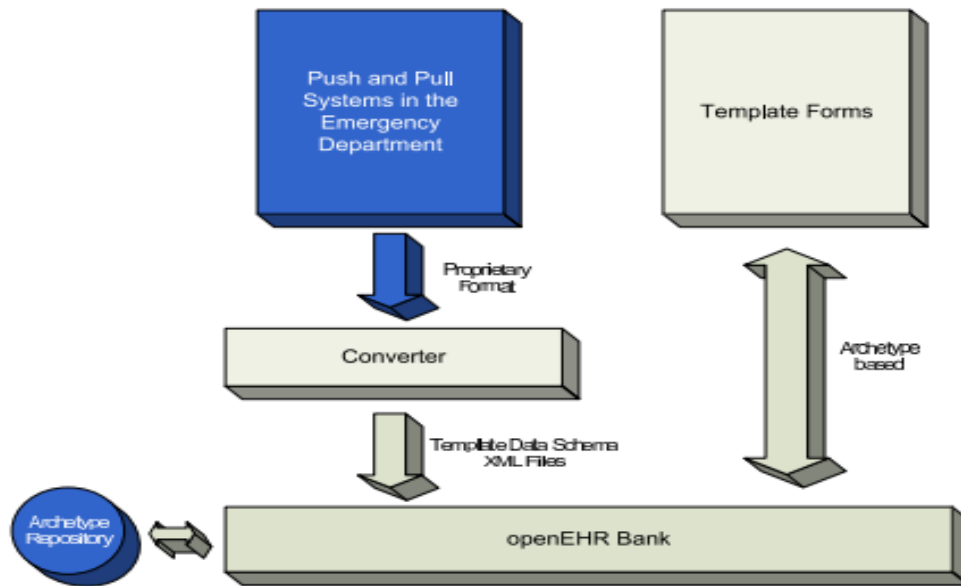 Push and Pull
Systems in the
Emergency
Department
Template Forms
Proprietary
Format
Converter
Archetype
based
Template Data Schema
XML Files
Archetype
Repository
openEHR Bank